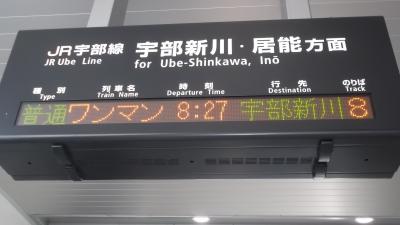 JR宇部線 宇部新川・居能方面
JR Ube Line for Ube-Shinkawa, Inō
種別 列車名 時刻 行先 のりば
Type Train Name Departure Time Destination Track
普通 ワンマン 8:27 宇部新川 8